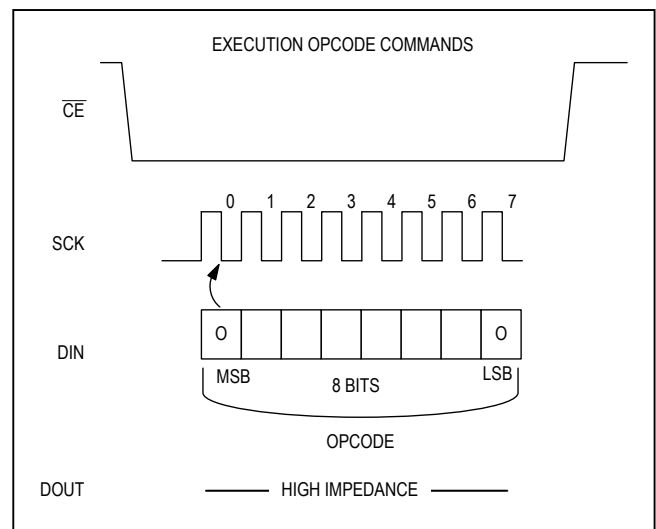 EXECUTION OPCODE COMMANDS
CE
0 1 2 3 4 5 6 7
SCK
DIN
O O
MSB 8 BITS LSB
OPCODE
DOUT HIGH IMPEDANCE